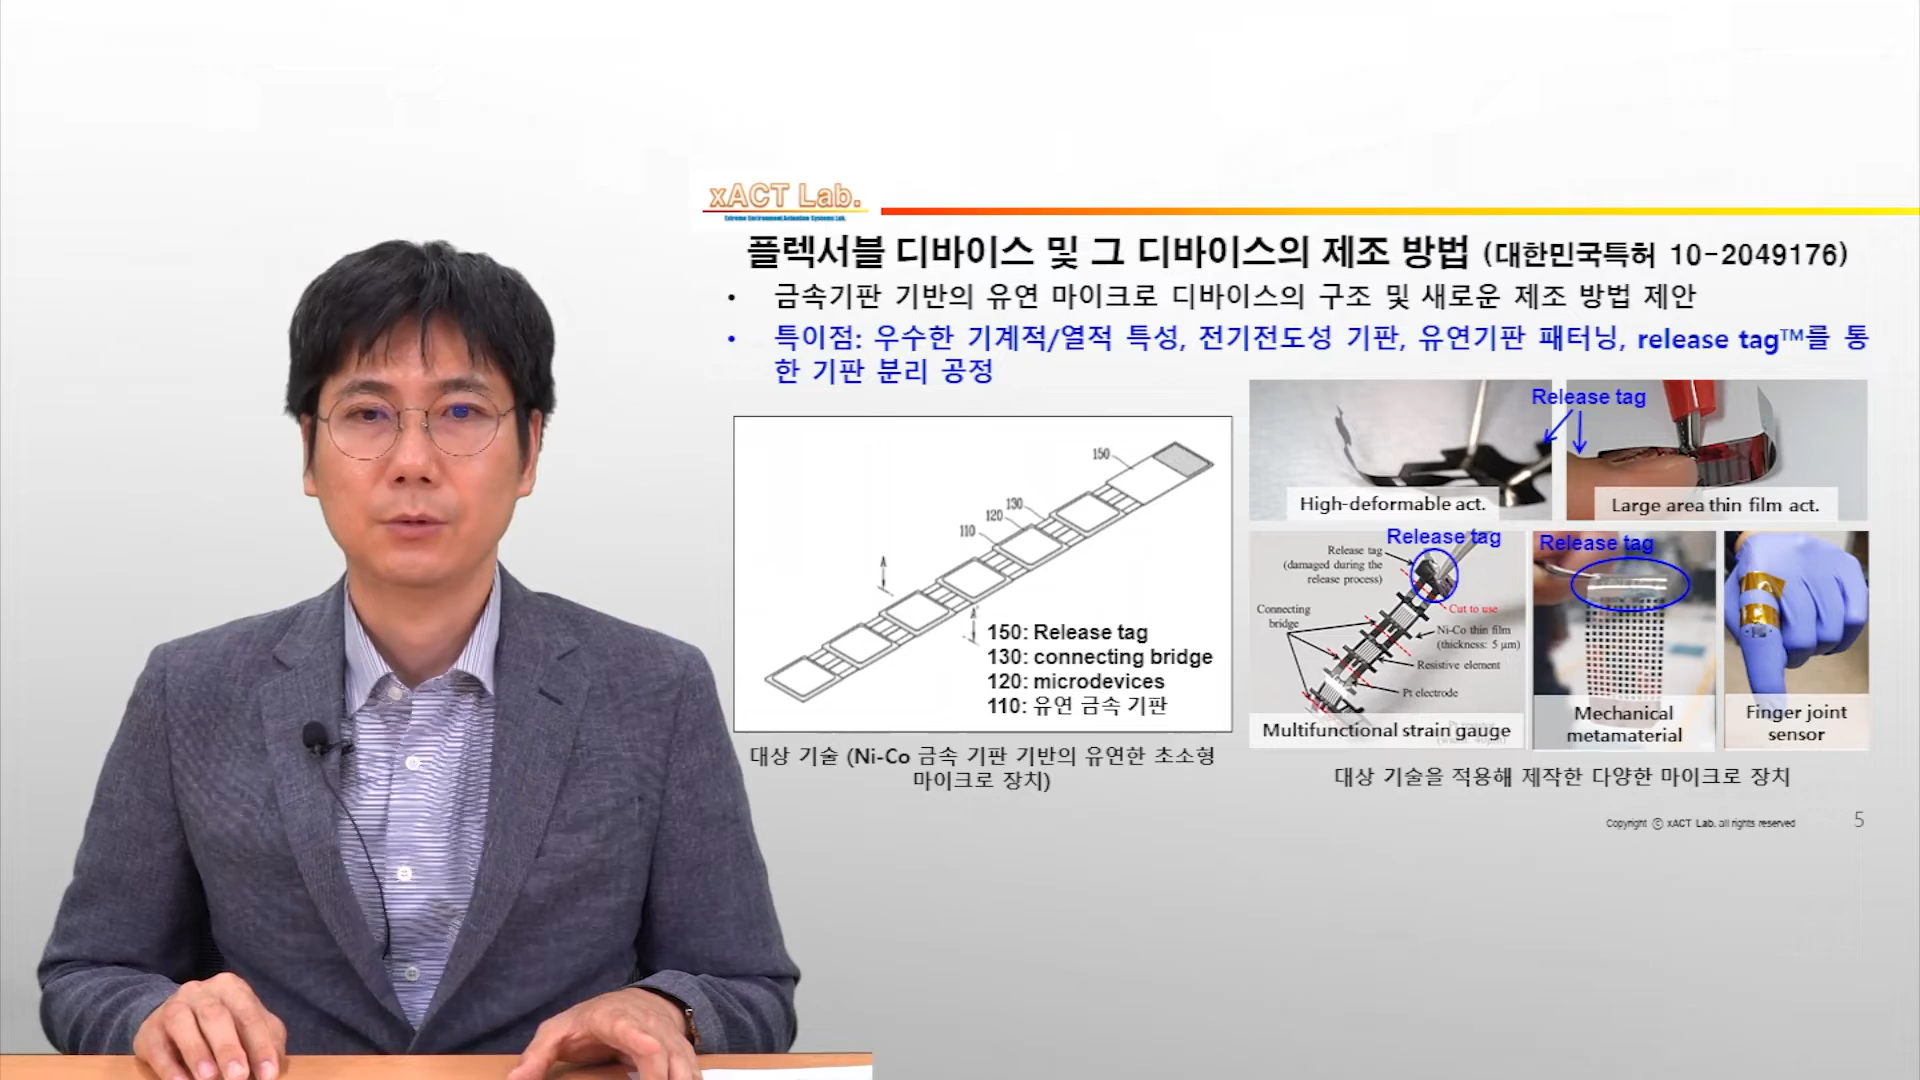 xACT Lab.
Extreme Environment Actuation Systems Lab.
플렉서블 디바이스 및 그 디바이스의 제조 방법 (대한민국특허 10-2049176)
• 금속기판 기반의 유연 마이크로 디바이스의 구조 및 새로운 제조 방법 제안
• 특이점: 우수한 기계적/열적 특성, 전기전도성 기판, 유연기판 패터닝, release tag™를 통
한 기판 분리 공정
150
130
120
110
A
A'
150: Release tag
130: connecting bridge
120: microdevices
110: 유연 금속 기판
대상 기술 (Ni-Co 금속 기판 기반의 유연한 초소형
마이크로 장치)
Release tag
High-deformable act.
Large area thin film act.
Release tag
Release tag
(damaged during the
release process)
Cut to use
Connecting
bridge
Ni-Co thin film
(thickness: 5 μm)
Resistive element
Pt electrode
Multifunctional strain gauge
Release tag
Mechanical
metamaterial
Finger joint
sensor
대상 기술을 적용해 제작한 다양한 마이크로 장치
Copyright ⓒ xACT Lab. all rights reserved
5